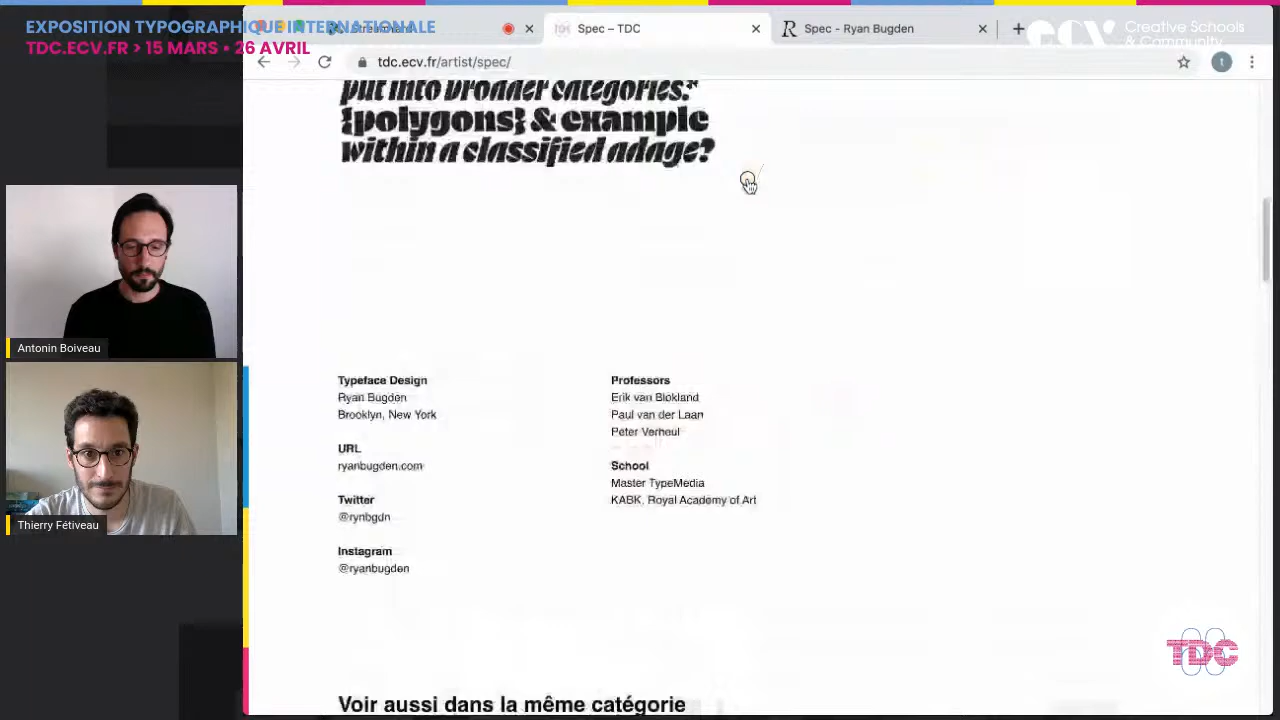 EXPOSITION TYPOGRAPHIQUE INTERNATIONALE
TDC.ECV.FR > 15 MARS • 26 AVRIL
Spec – TDC
Spec - Ryan Bugden
ecv
Creative Schools
& Community
tdc.ecv.fr/artist/spec/
t
put into broader categories?
{polygons} & example
within a classified adage?
Antonin Boiveau
Thierry Fétiveau
Typeface Design
Ryan Bugden
Brooklyn, New York
URL
ryanbugden.com
Twitter
@rynbgdn
Instagram
@ryanbugden
Professors
Erik van Blokland
Paul van der Laan
Peter Verheul
School
Master TypeMedia
KABK, Royal Academy of Art
Voir aussi dans la même catégorie
TDC